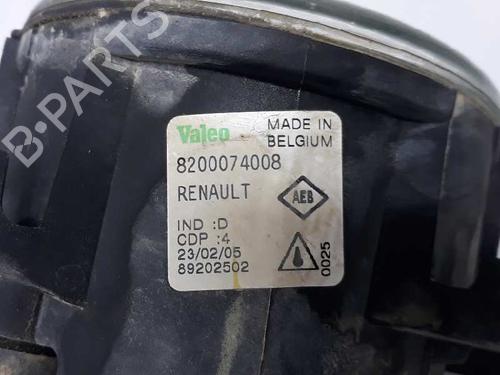 B-PARTS
Valeo
MADE IN
BELGIUM
8200074008
RENAULT
AEB
IND :D
CDP :4
23/02/05
89202502
0025